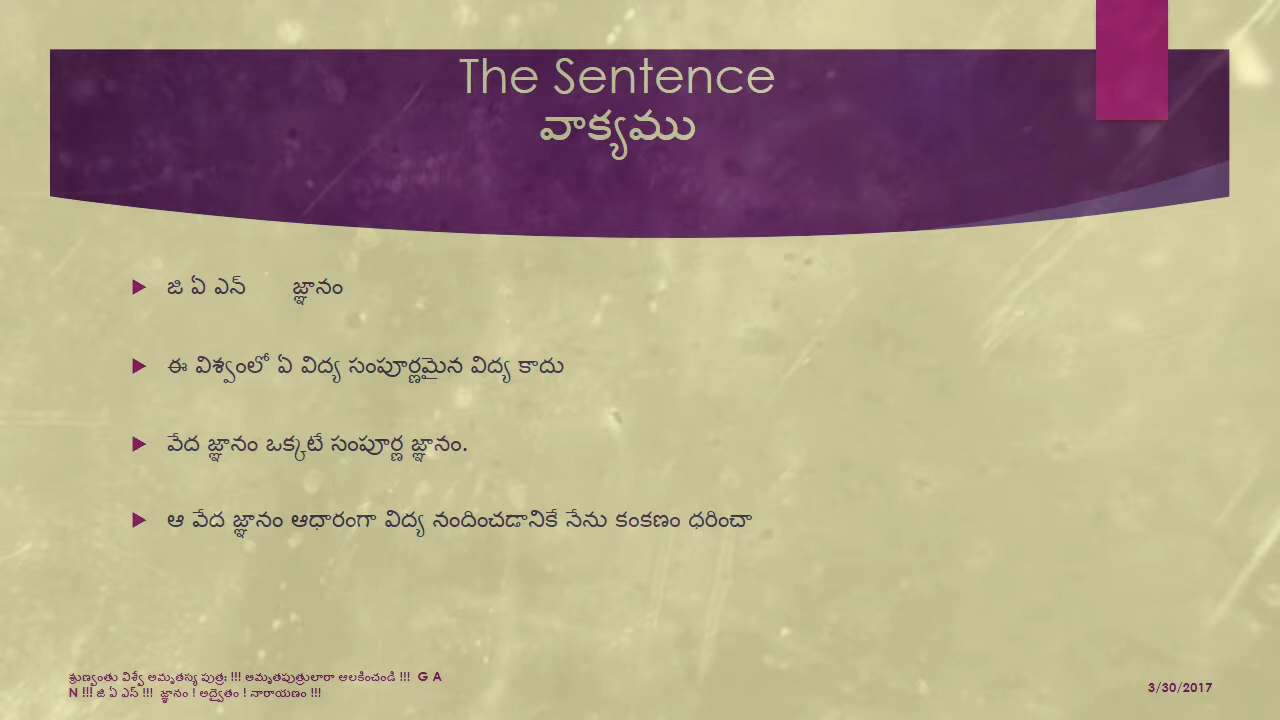 The Sentence
వాక్యము
జి ఏ ఎన్ జ్ఞానం
ఈ విశ్వంలో ఏ విద్య సంపూర్ణమైన విద్య కాదు
వేద జ్ఞానం ఒక్కటే సంపూర్ణ జ్ఞానం.
ఆ వేద జ్ఞానం ఆధారంగా విద్య నందించడానికే నేను కంకణం ధరించా
శ్రుణ్వంతు విశ్వే అమృతస్య పుత్ర: !!! అమృతపుత్రులారా ఆలకించండి !!! G A
N !!! జి ఏ ఎన్ !!! జ్ఞానం ! అద్వైతం ! నారాయణం !!!
3/30/2017